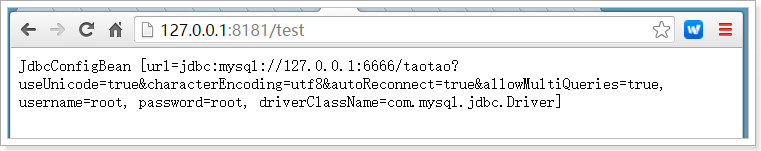 127.0.0.1:8181/test
JdbcConfigBean [url=jdbc:mysql://127.0.0.1:6666/taotao?
useUnicode=true&characterEncoding=utf8&autoReconnect=true&allowMultiQueries=true,
username=root, password=root, driverClassName=com.mysql.jdbc.Driver]